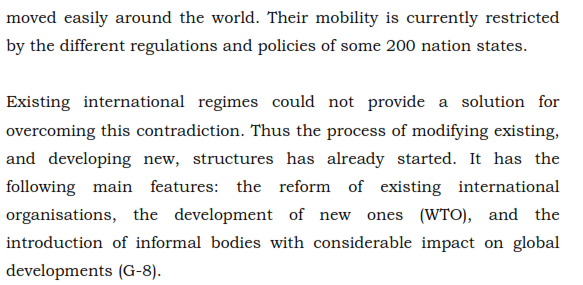 moved easily around the world. Their mobility is currently restricted
by the different regulations and policies of some 200 nation states.
Existing international regimes could not provide a solution for
overcoming this contradiction. Thus the process of modifying existing,
and developing new, structures has already started. It has the
following main features: the reform of existing international
organisations, the development of new ones (WTO), and the
introduction of informal bodies with considerable impact on global
developments (G-8).